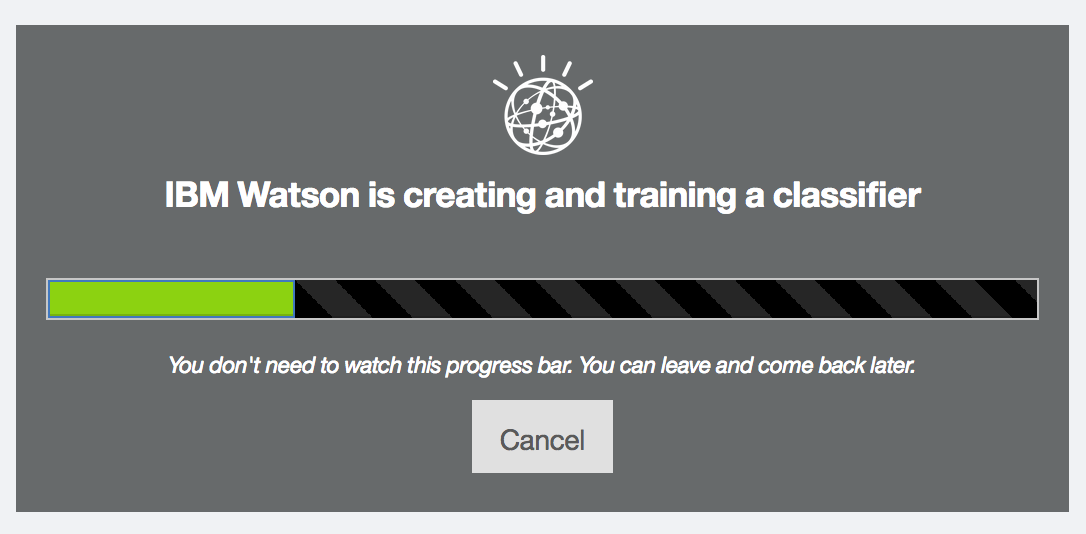 IBM Watson is creating and training a classifier
You don't need to watch this progress bar. You can leave and come back later.
Cancel